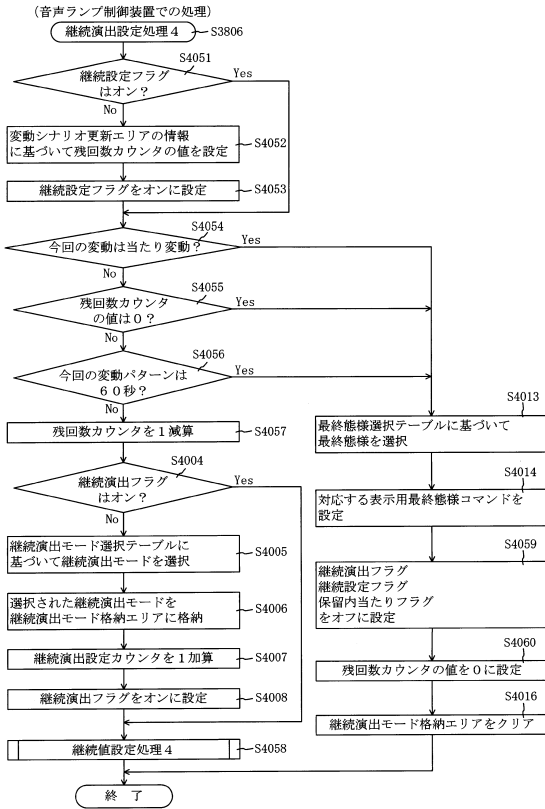 (音声ランプ制御装置での処理)
継続演出設定処理4
S3806
S4051
継続設定フラグ
はオン?
Yes
No
変動シナリオ更新エリアの情報
に基づいて残回数カウンタの値を設定
S4052
継続設定フラグをオンに設定
S4053
S4054
今回の変動は当たり変動?
Yes
No
S4055
残回数カウンタ
の値は0?
Yes
No
S4056
今回の変動パターンは
60秒?
Yes
No
残回数カウンタを1減算
S4057
S4004
継続演出フラグ
はオン?
Yes
No
継続演出モード選択テーブルに
基づいて継続演出モードを選択
S4005
選択された継続演出モードを
継続演出モード格納エリアに格納
S4006
継続演出設定カウンタを1加算
S4007
継続演出フラグをオンに設定
S4008
継続値設定処理4
S4058
S4013
最終態様選択テーブルに基づいて
最終態様を選択
S4014
対応する表示用最終態様コマンドを
設定
S4059
継続演出フラグ
継続設定フラグ
保留内当たりフラグ
をオフに設定
S4060
残回数カウンタの値を0に設定
S4016
継続演出モード格納エリアをクリア
終 了